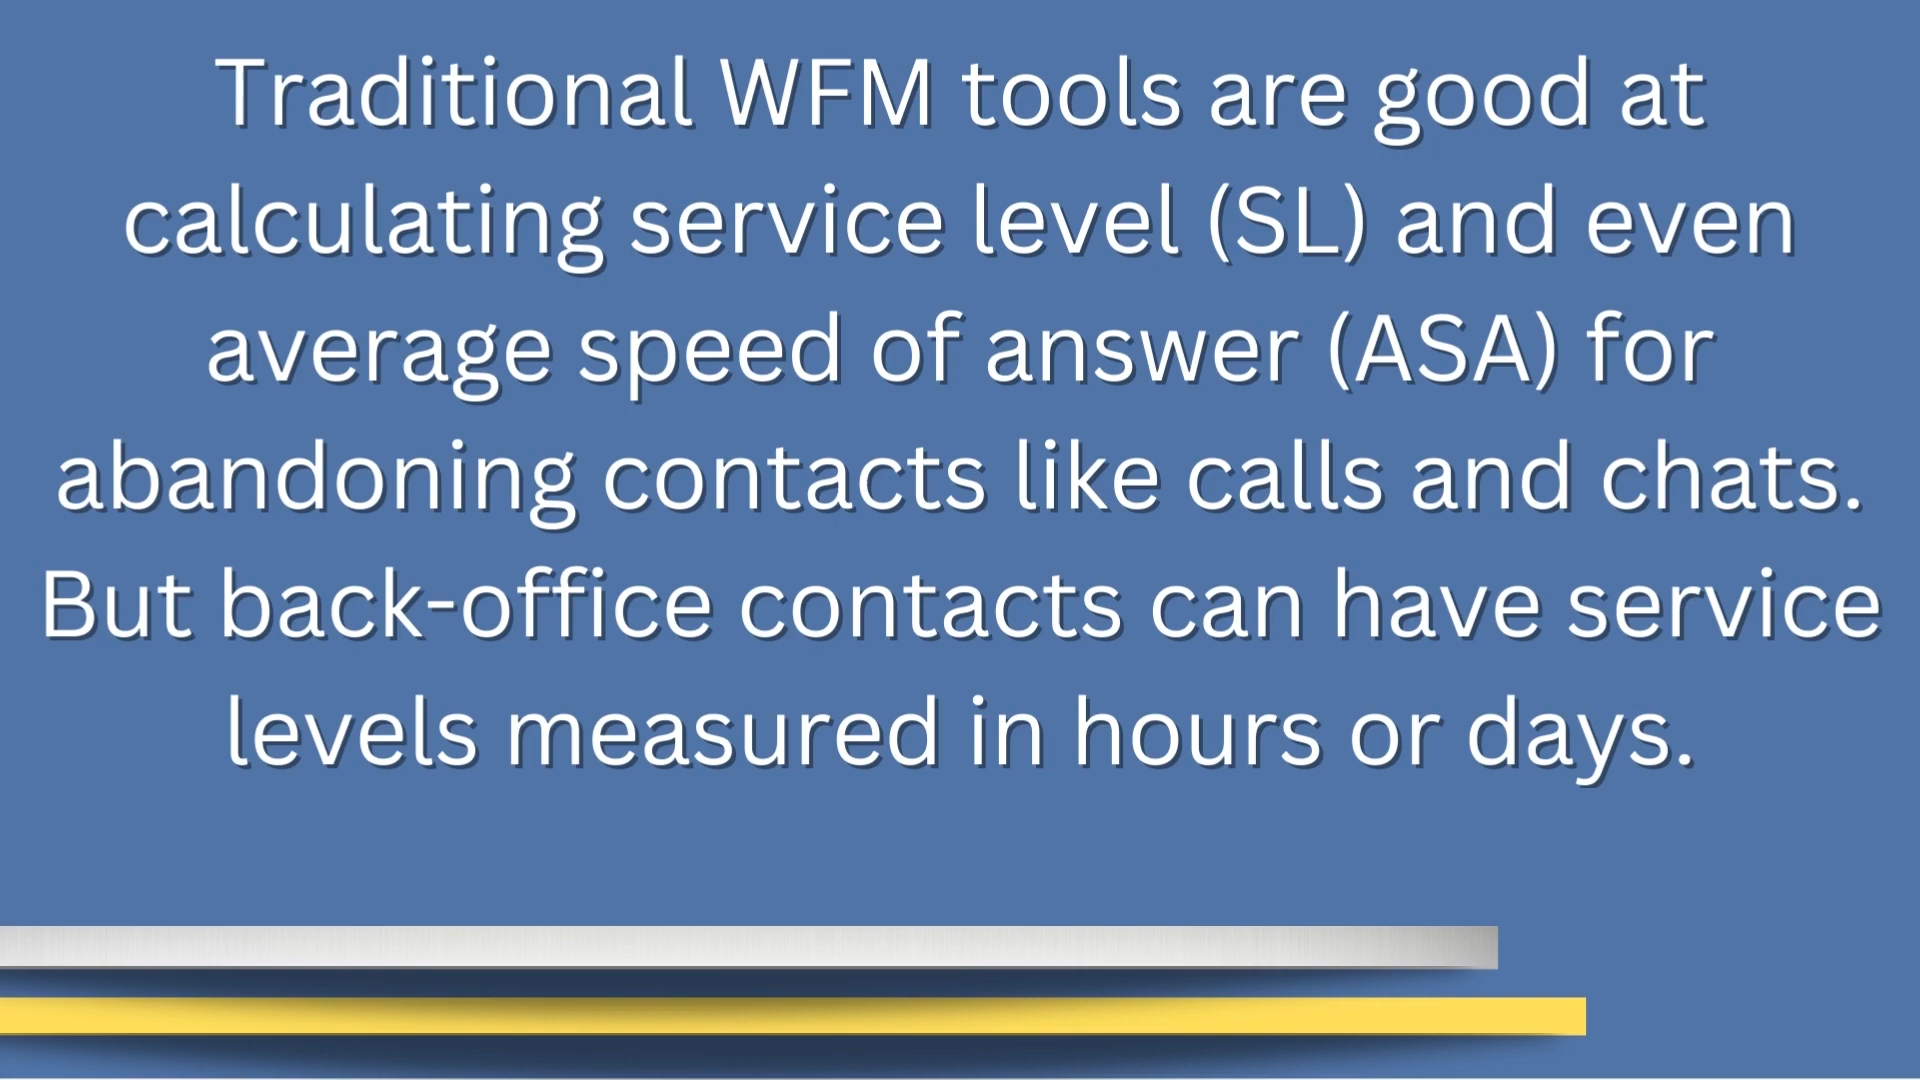 Traditional WFM tools are good at
calculating service level (SL) and even
average speed of answer (ASA) for
abandoning contacts like calls and chats.
But back-office contacts can have service
levels measured in hours or days.